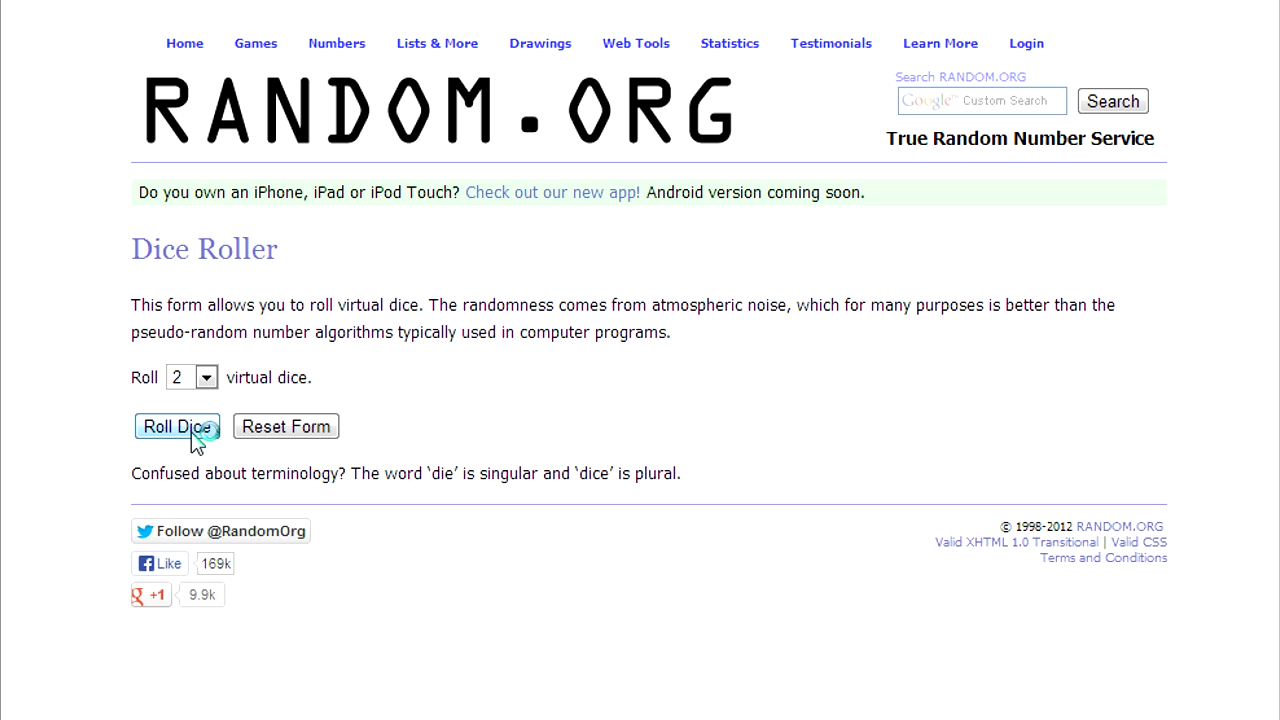 Home Games Numbers Lists & More Drawings Web Tools Statistics Testimonials Learn More Login
RANDOM.ORG
Search RANDOM.ORG
Google™ Custom Search Search
True Random Number Service
Do you own an iPhone, iPad or iPod Touch? Check out our new app! Android version coming soon.
Dice Roller
This form allows you to roll virtual dice. The randomness comes from atmospheric noise, which for many purposes is better than the
pseudo-random number algorithms typically used in computer programs.
Roll 2 virtual dice.
Roll Dice Reset Form
Confused about terminology? The word ‘die’ is singular and ‘dice’ is plural.
Follow @RandomOrg
Like 169k
g +1 9.9k
© 1998-2012 RANDOM.ORG
Valid XHTML 1.0 Transitional | Valid CSS
Terms and Conditions